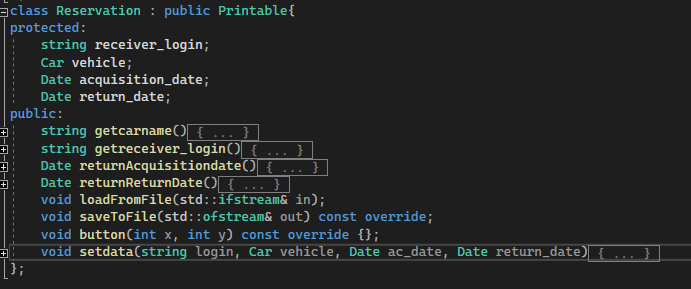 class Reservation : public Printable{
protected:
    string receiver_login;
    Car vehicle;
    Date acquisition_date;
    Date return_date;
public:
    string getcarname(){ ... }
    string getreceiver_login(){ ... }
    Date returnAcquisitiondate(){ ... }
    Date returnReturnDate(){ ... }
    void loadFromFile(std::ifstream& in);
    void saveToFile(std::ofstream& out) const override;
    void button(int x, int y) const override {};
    void setdata(string login, Car vehicle, Date ac_date, Date return_date){ ... }
};